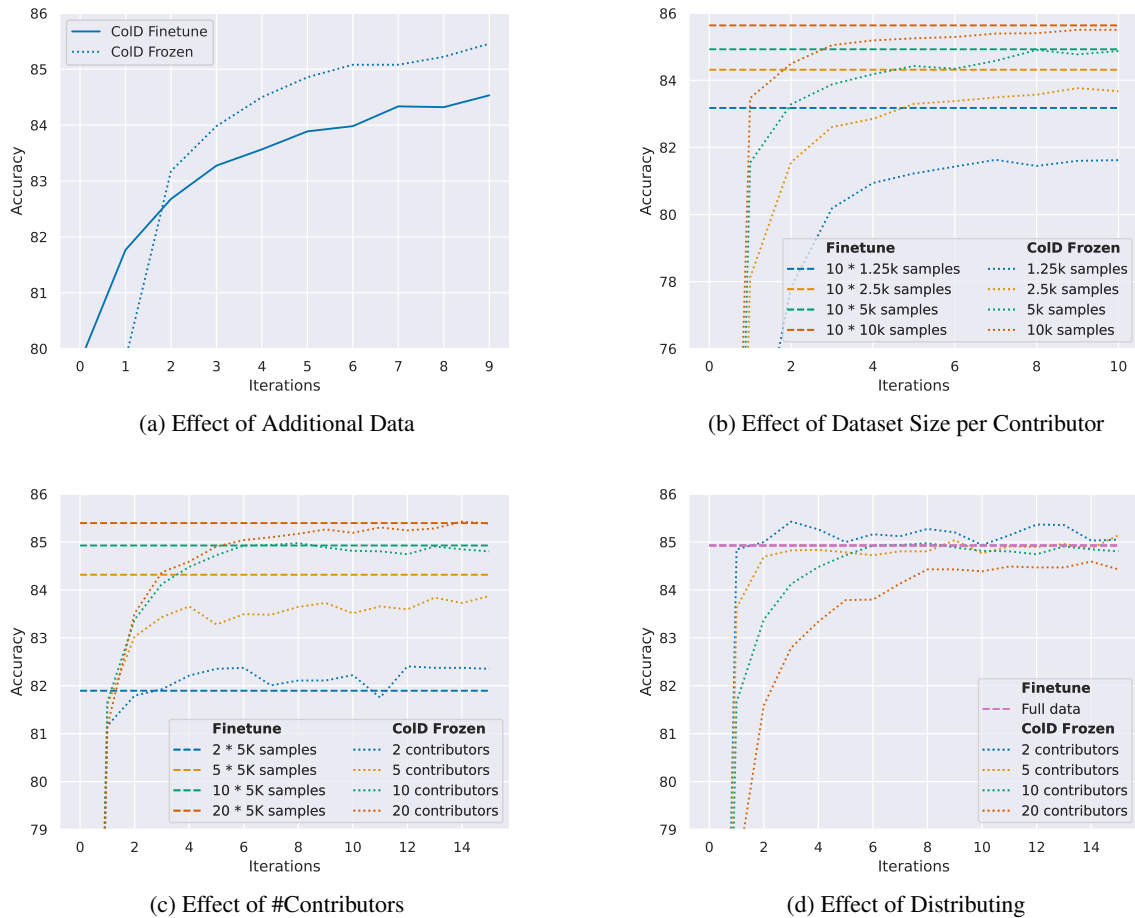 86
85
84
83
82
81
80
Accuracy
ColD Finetune
ColD Frozen
0 1 2 3 4 5 6 7 8 9
Iterations
(a) Effect of Additional Data
86
84
82
80
78
76
Accuracy
Finetune ColD Frozen
10 * 1.25k samples 1.25k samples
10 * 2.5k samples 2.5k samples
10 * 5k samples 5k samples
10 * 10k samples 10k samples
0 2 4 6 8 10
Iterations
(b) Effect of Dataset Size per Contributor
86
85
84
83
82
81
80
79
Accuracy
Finetune ColD Frozen
2 * 5K samples 2 contributors
5 * 5K samples 5 contributors
10 * 5K samples 10 contributors
20 * 5K samples 20 contributors
0 2 4 6 8 10 12 14
Iterations
(c) Effect of #Contributors
86
85
84
83
82
81
80
79
Accuracy
Finetune
Full data
ColD Frozen
2 contributors
5 contributors
10 contributors
20 contributors
0 2 4 6 8 10 12 14
Iterations
(d) Effect of Distributing